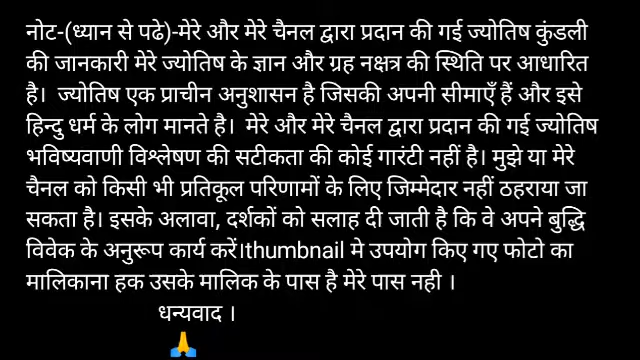 नोट-(ध्यान से पढे)-मेरे और मेरे चैनल द्वारा प्रदान की गई ज्योतिष कुंडली
की जानकारी मेरे ज्योतिष के ज्ञान और ग्रह नक्षत्र की स्थिति पर आधारित
है। ज्योतिष एक प्राचीन अनुशासन है जिसकी अपनी सीमाएँ हैं और इसे
हिन्दु धर्म के लोग मानते है। मेरे और मेरे चैनल द्वारा प्रदान की गई ज्योतिष
भविष्यवाणी विश्लेषण की सटीकता की कोई गारंटी नहीं है। मुझे या मेरे
चैनल को किसी भी प्रतिकूल परिणामों के लिए जिम्मेदार नहीं ठहराया जा
सकता है। इसके अलावा, दर्शकों को सलाह दी जाती है कि वे अपने बुद्धि
विवेक के अनुरूप कार्य करें।thumbnail मे उपयोग किए गए फोटो का
मालिकाना हक उसके मालिक के पास है मेरे पास नही ।
धन्यवाद ।
🙏